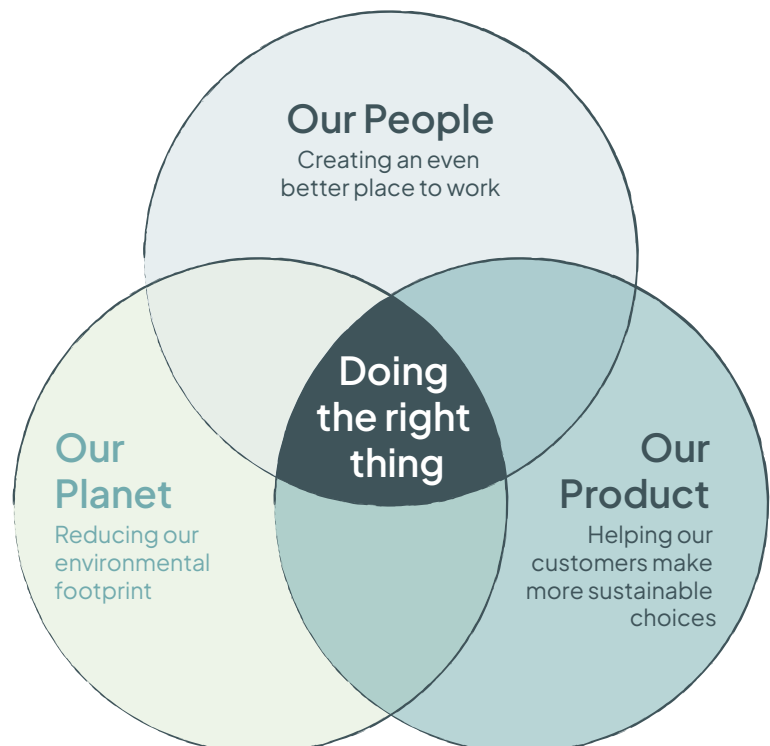 Our People
Creating an even
better place to work
Doing
the right
thing
Our
Planet
Reducing our
environmental
footprint
Our
Product
Helping our
customers make
more sustainable
choices